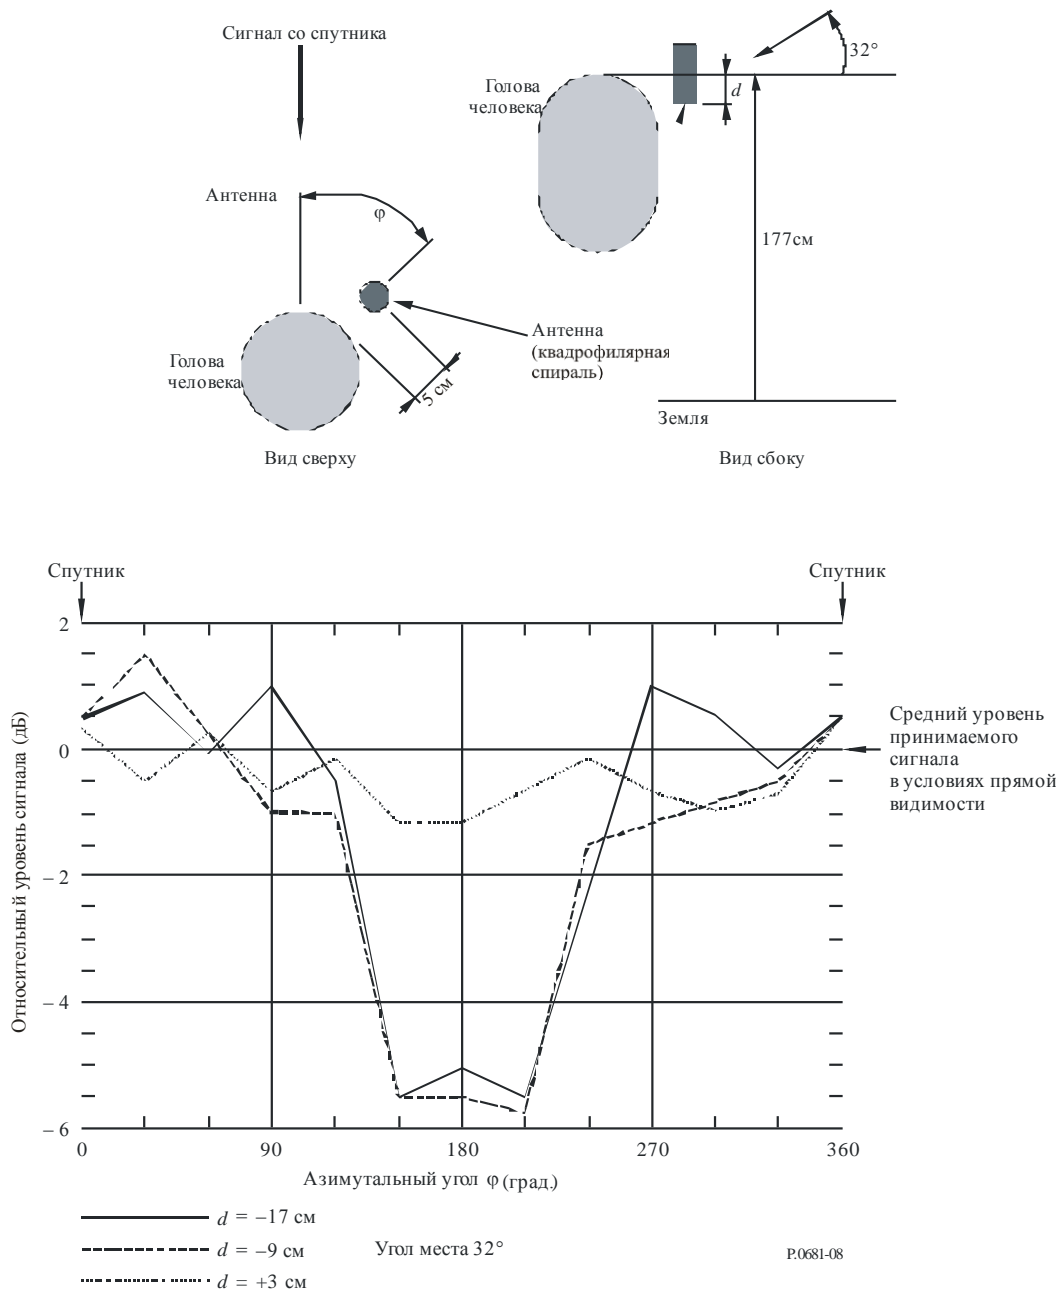 Сигнал со спутника
Антенна
φ
Голова
человека
5 см
Антенна
(квадрофилярная
спираль)
Вид сверху
32°
Голова
человека
d
177см
Земля
Вид сбоку
Спутник
Спутник
Относительный уровень сигнала (дБ)
2
0
– 2
– 4
– 6
0
90
180
270
360
Азимутальный угол φ (град.)
Средний уровень
принимаемого
сигнала
в условиях прямой
видимости
d = –17 см
d = –9 см
d = +3 см
Угол места 32°
P.0681-08